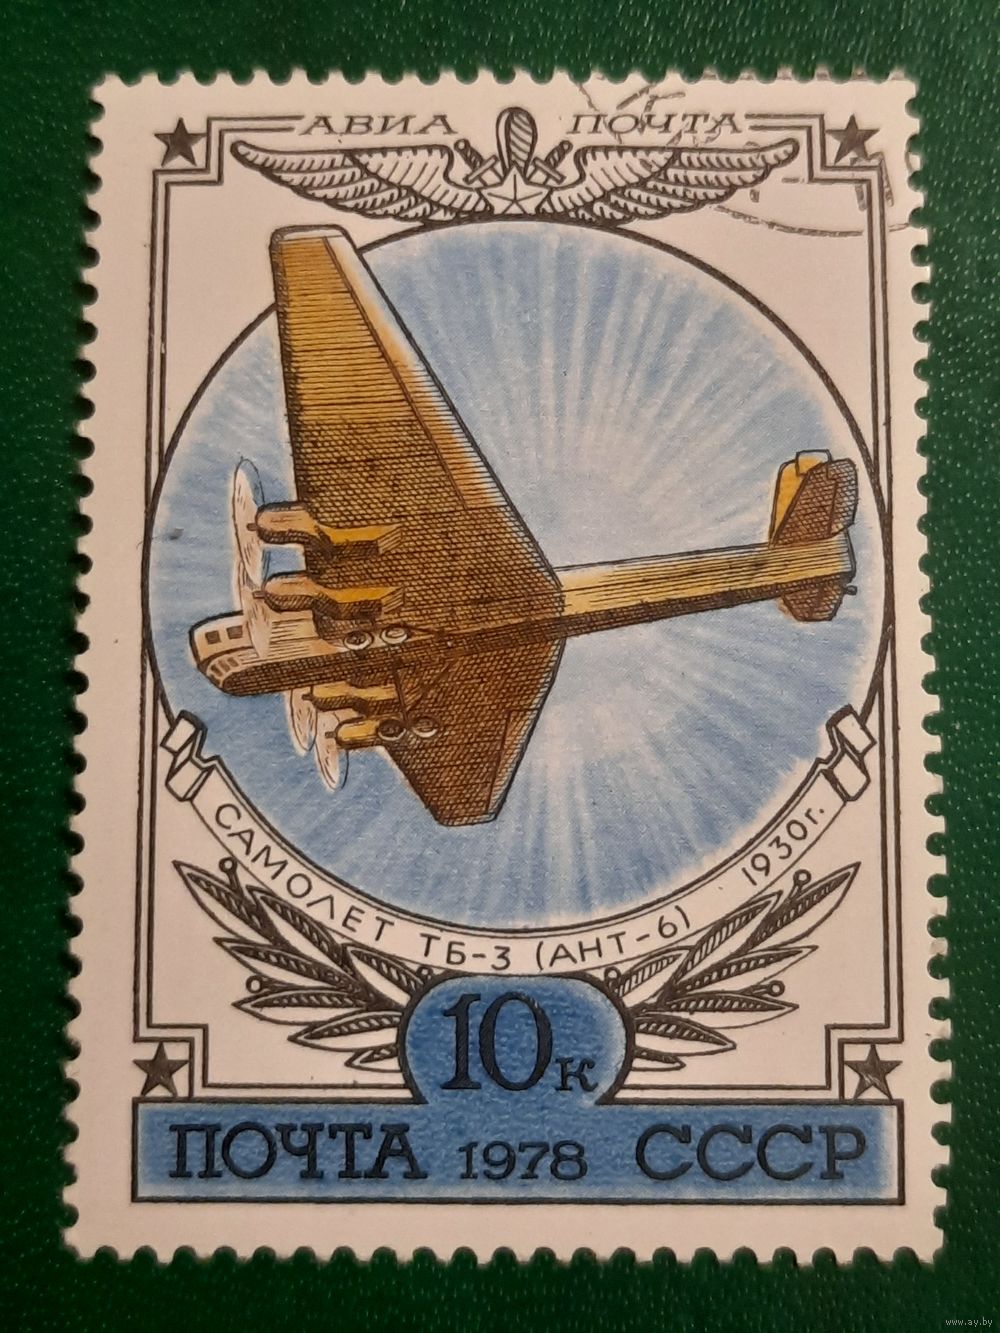 АВИА ПОЧТА
САМОЛЕТ ТБ-3 (АНТ-6) 1930г.
10к
ПОЧТА 1978 СССР
www.ay.by